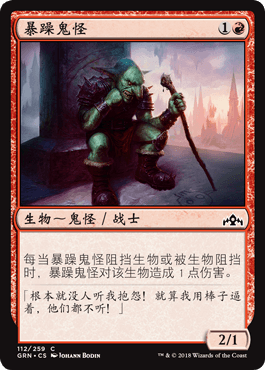 暴躁鬼怪 1
生物～鬼怪 / 战士
每当暴躁鬼怪阻挡生物或被生物阻挡
时，暴躁鬼怪对该生物造成 1 点伤害。
「根本就没人听我抱怨！就算我用棒子逼
着，他们都不听！」
2/1
112/259 C
GRN • CS JOHANN BODIN
™ & © 2018 Wizards of the Coast